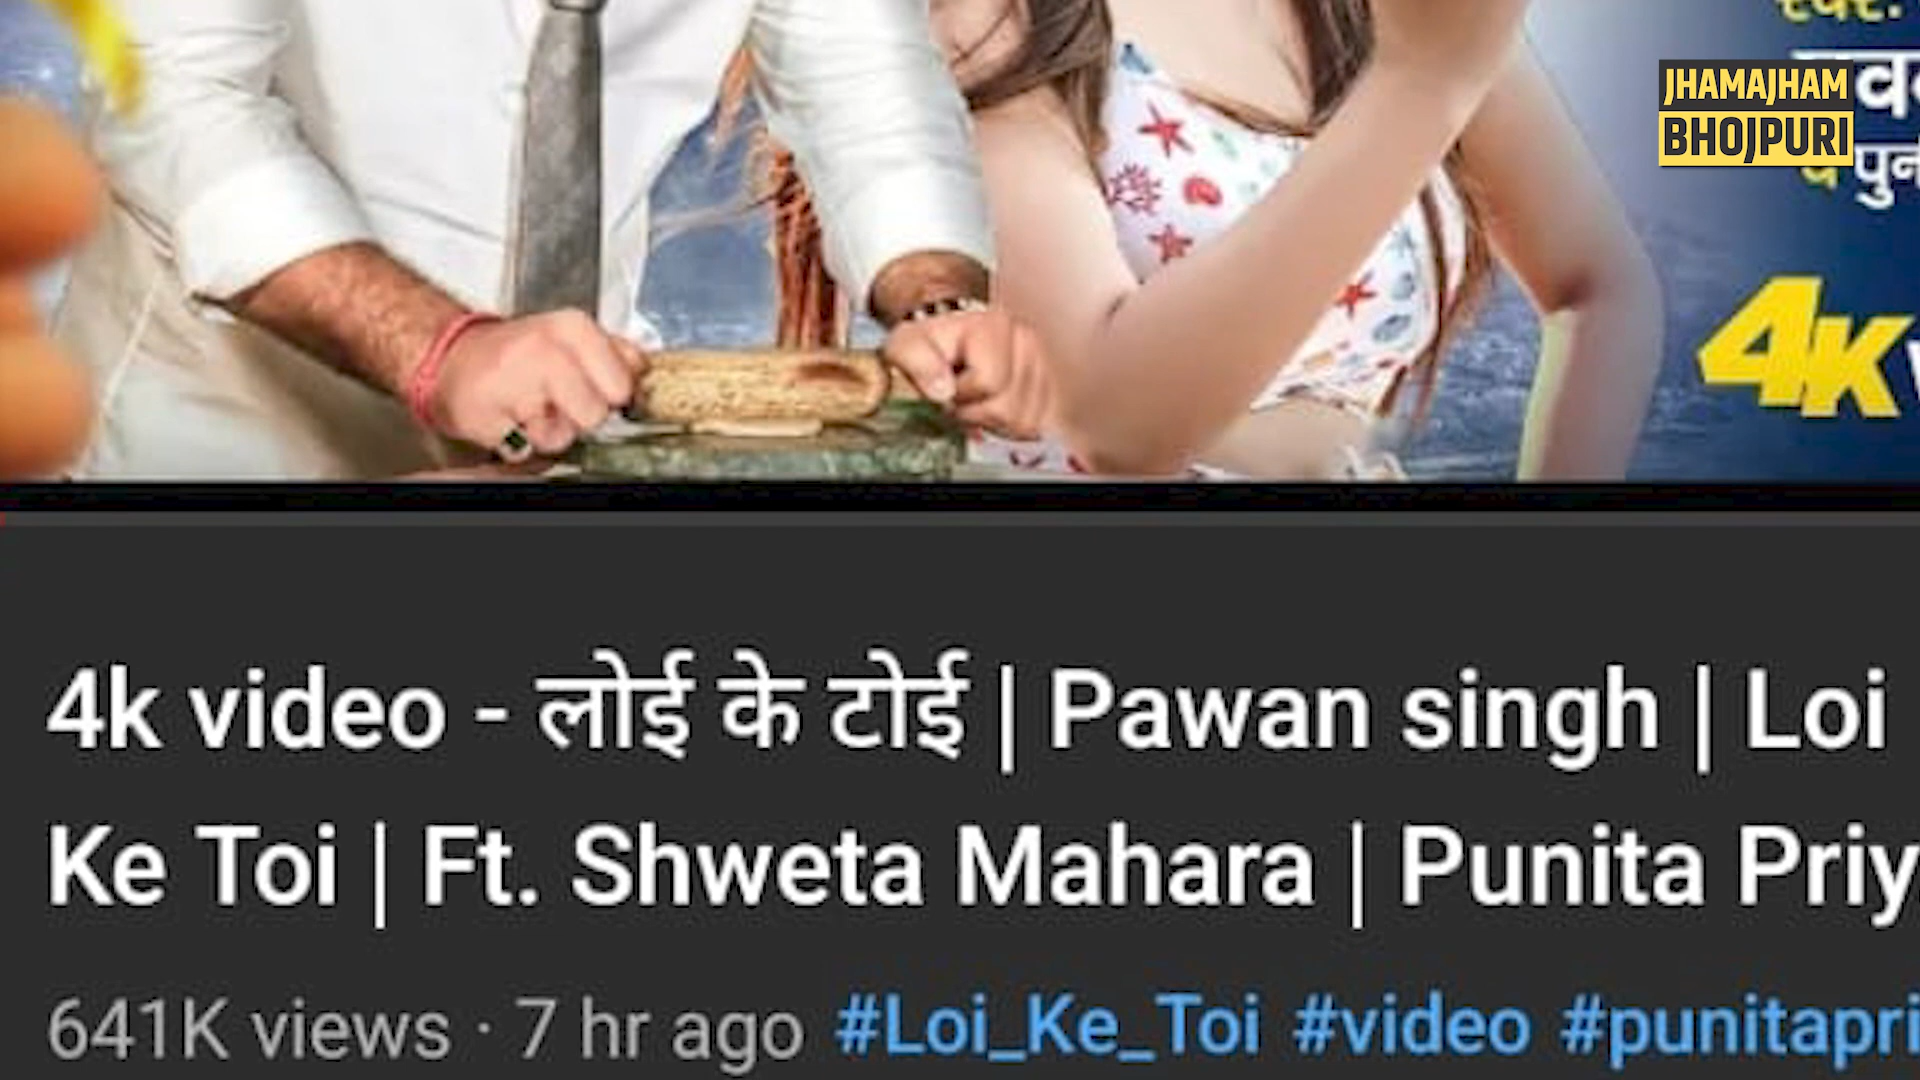 स्वर:
JHAMAJHAM
BHOJPURI
4K
4k video - लोई के टोई | Pawan singh | Loi
Ke Toi | Ft. Shweta Mahara | Punita Priy
641K views · 7 hr ago #Loi_Ke_Toi #video #punitapri